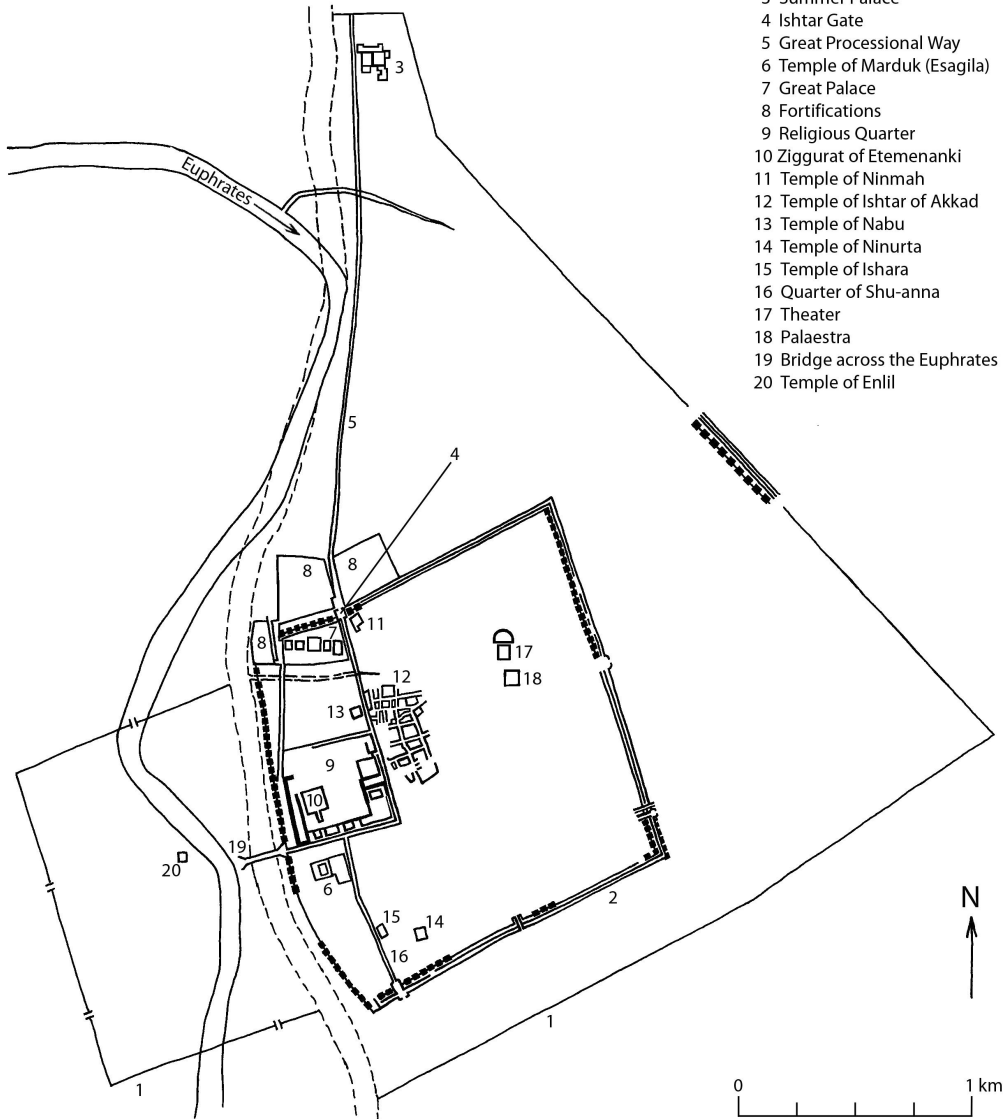 3 Summer Palace
4 Ishtar Gate
5 Great Processional Way
6 Temple of Marduk (Esagila)
7 Great Palace
8 Fortifications
9 Religious Quarter
10 Ziggurat of Etemenanki
11 Temple of Ninmah
12 Temple of Ishtar of Akkad
13 Temple of Nabu
14 Temple of Ninurta
15 Temple of Ishara
16 Quarter of Shu-anna
17 Theater
18 Palaestra
19 Bridge across the Euphrates
20 Temple of Enlil
3
Euphrates
5
4
8
8
7
11
8
17
12
18
13
9
10
19
20
6
2
15
14
16
N
1
1
0
1 km